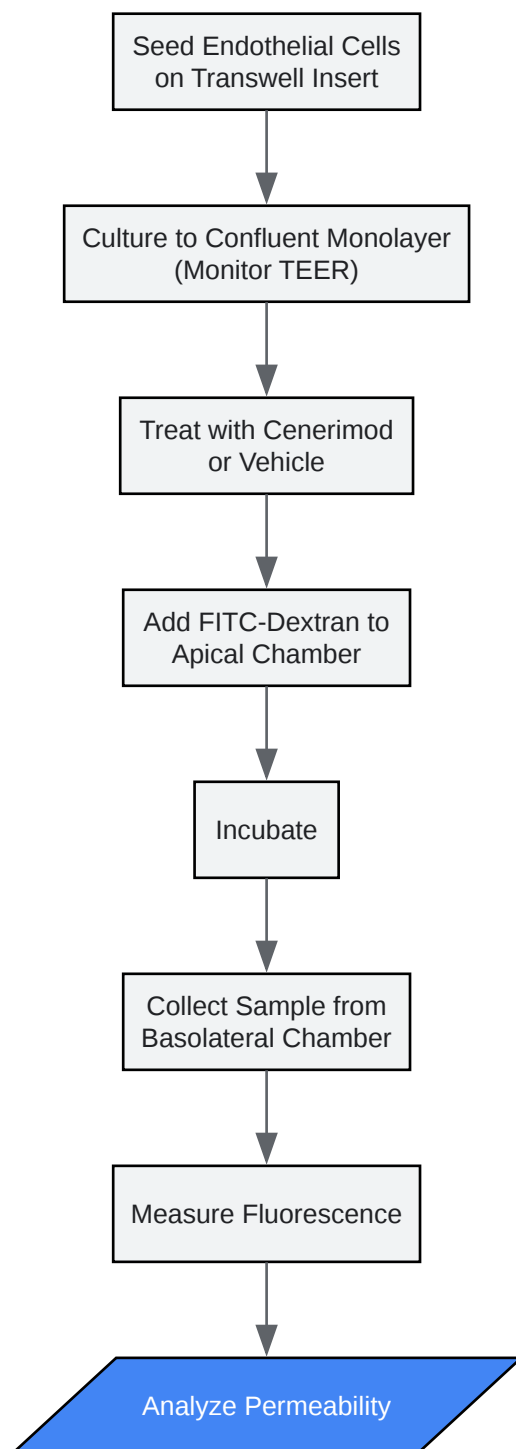 Seed Endothelial Cells
on Transwell Insert
Culture to Confluent Monolayer
(Monitor TEER)
Treat with Cenerimod
or Vehicle
Add FITC-Dextran to
Apical Chamber
Incubate
Collect Sample from
Basolateral Chamber
Measure Fluorescence
Analyze Permeability